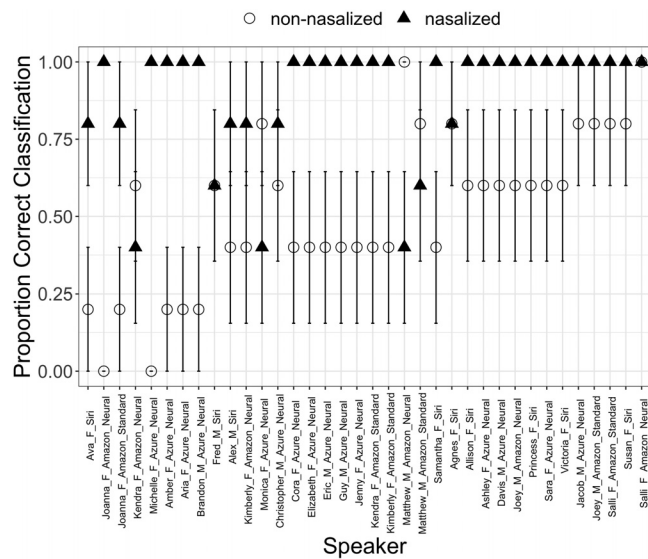 non-nasalized nasalized
Proportion Correct Classification
1.00
0.75
0.50
0.25
0.00
Ava_F_Siri
Joanna_F_Amazon_Neural
Joanna_F_Amazon_Standard
Kendra_F_Amazon_Neural
Michelle_F_Azure_Neural
Amber_F_Azure_Neural
Aria_F_Azure_Neural
Brandon_M_Azure_Neural
Fred_M_Siri
Alex_M_Siri
Kimberly_F_Amazon_Neural
Monica_F_Azure_Neural
Christopher_M_Azure_Neural
Cora_F_Azure_Neural
Elizabeth_F_Azure_Neural
Eric_M_Azure_Neural
Guy_M_Azure_Neural
Jenny_F_Azure_Neural
Kendra_F_Amazon_Standard
Kimberly_F_Amazon_Standard
Matthew_M_Amazon_Neural
Matthew_M_Amazon_Standard
Samantha_F_Siri
Agnes_F_Siri
Allison_F_Siri
Ashley_F_Azure_Neural
Davis_M_Azure_Neural
Joey_M_Amazon_Neural
Princess_F_Siri
Sara_F_Azure_Neural
Victoria_F_Siri
Jacob_M_Azure_Neural
Joey_M_Amazon_Standard
Salli_F_Amazon_Standard
Susan_F_Siri
Salli_F_Amazon_Neural
Speaker